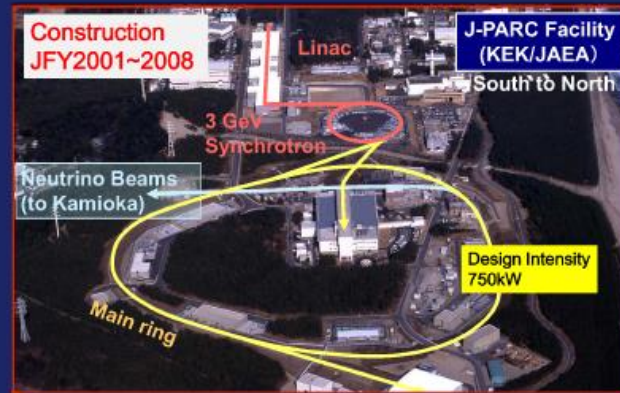 Construction
JFY2001~2008
Linac
J-PARC Facility
(KEK/JAEA）
South to North
3 GeV
Synchrotron
Neutrino Beams
(to Kamioka)
Design Intensity
750kW
Main ring